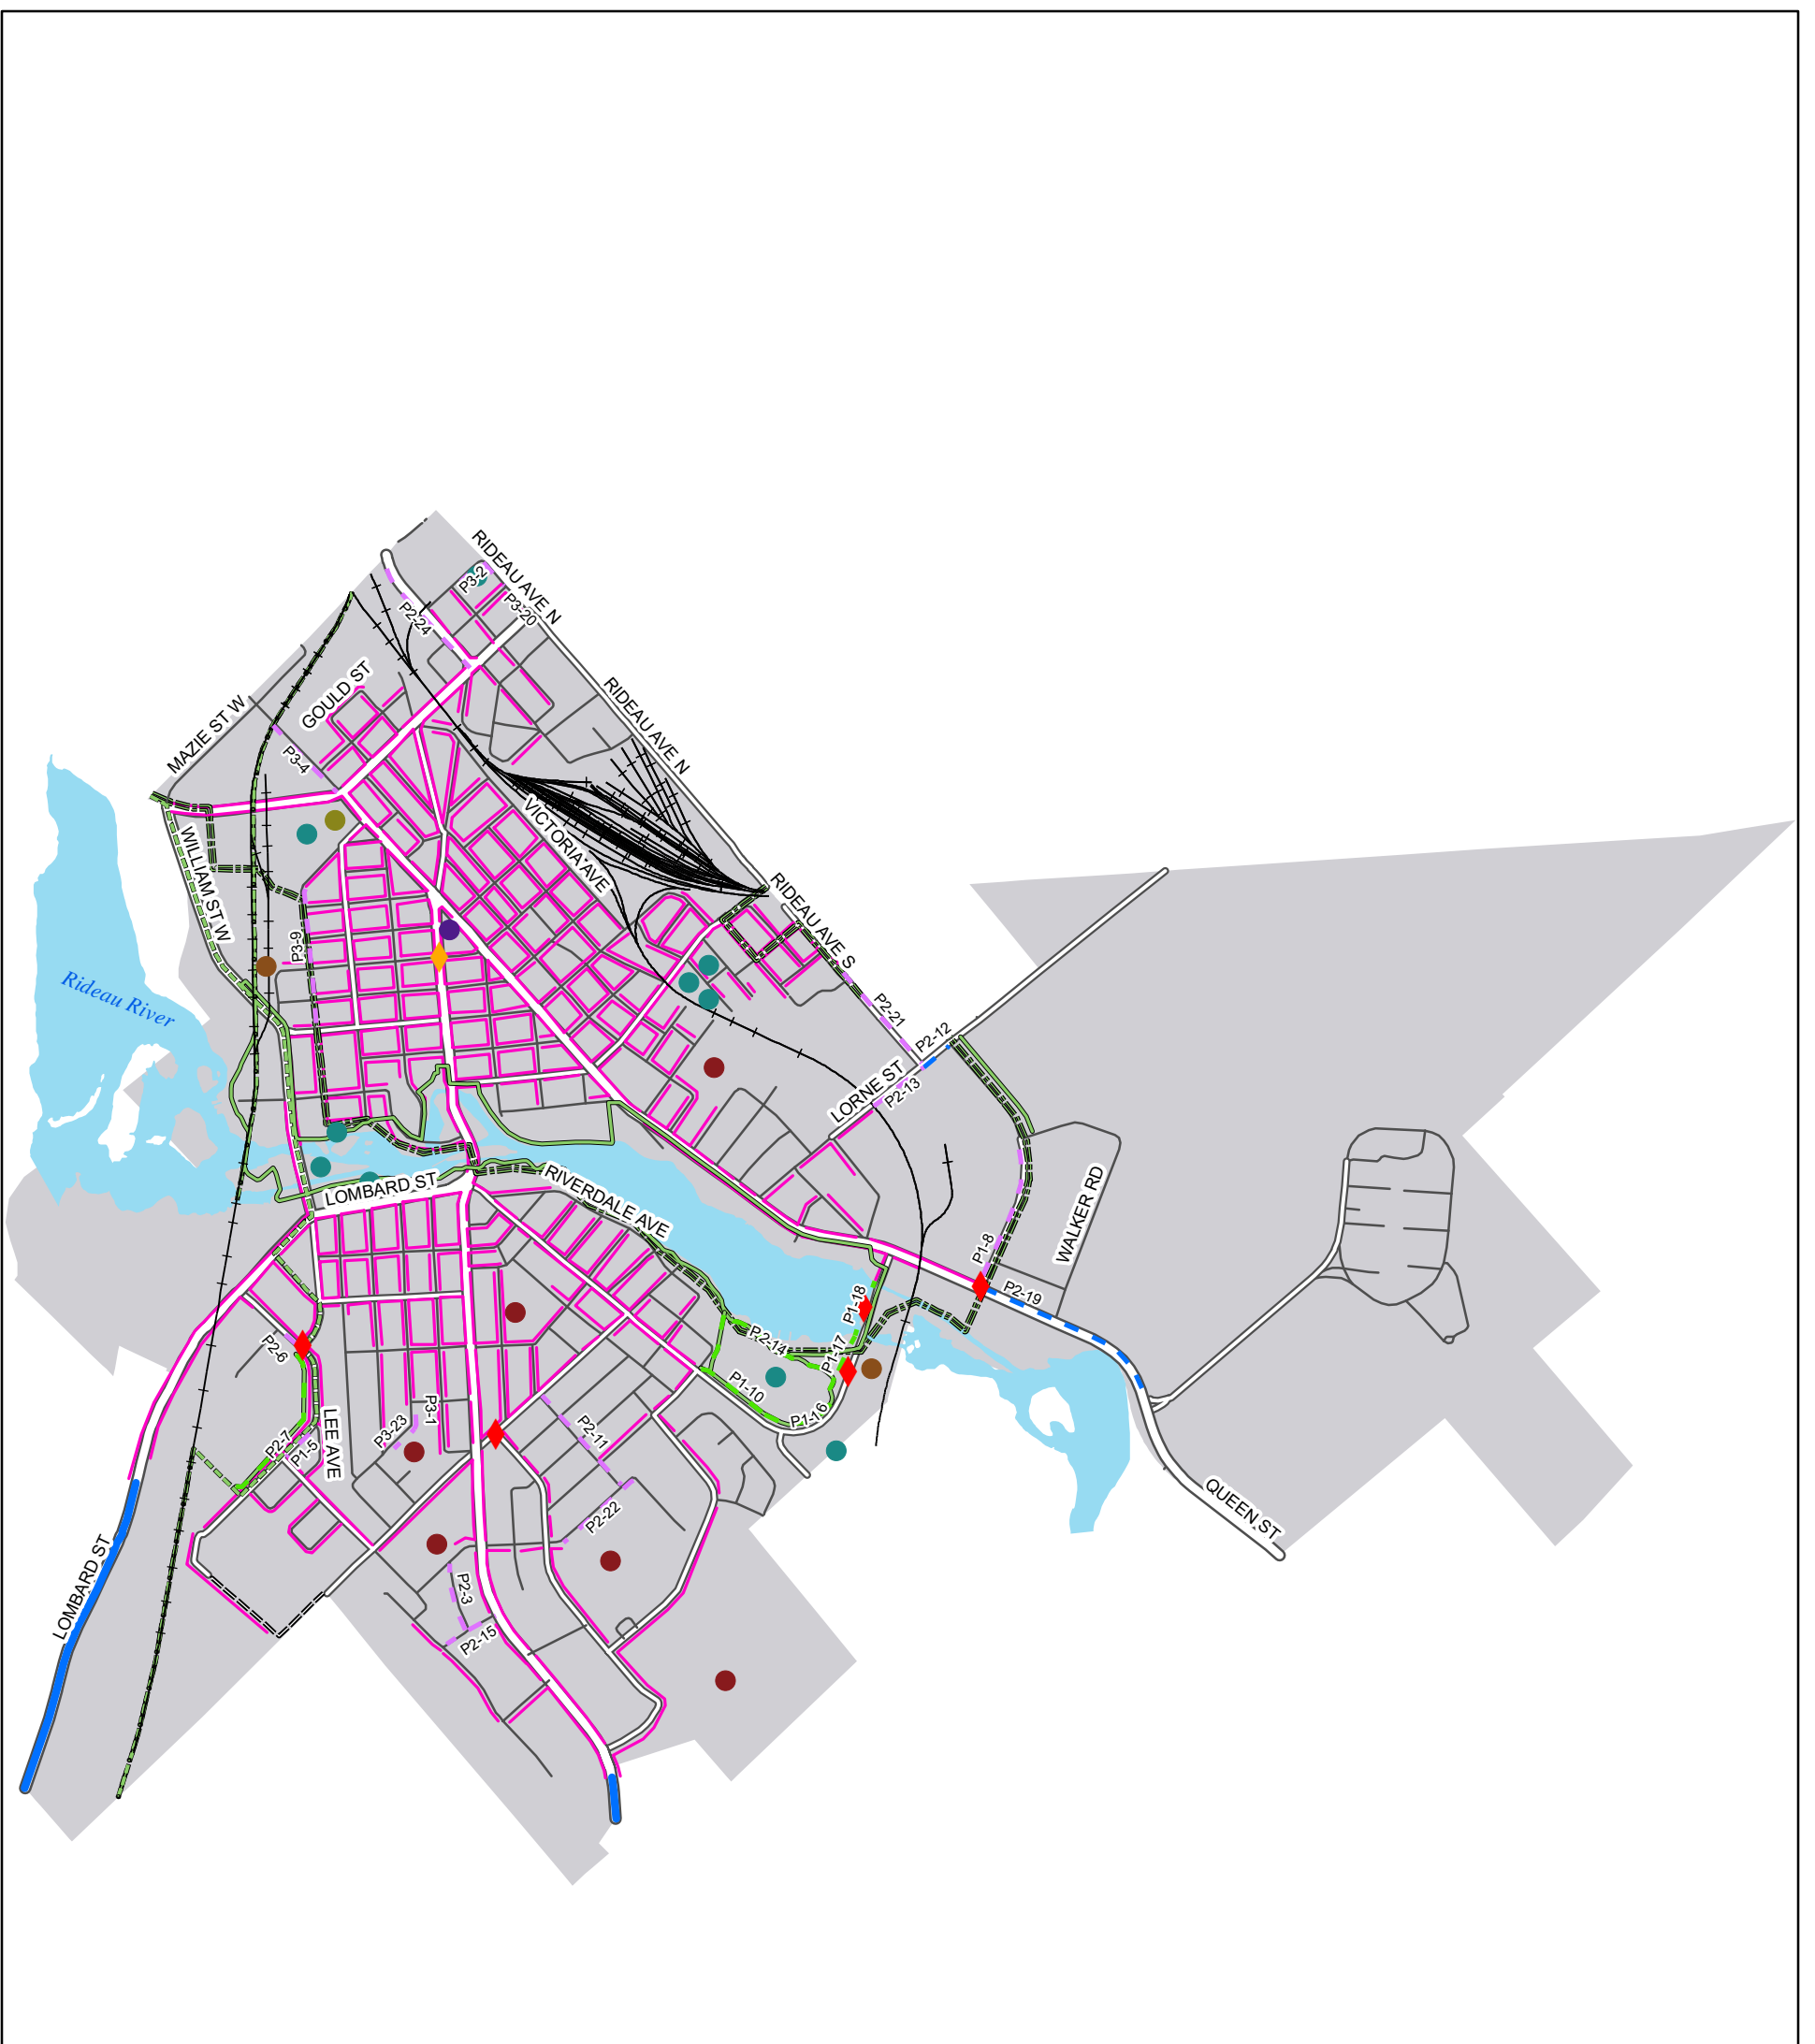 RIDEAU AVE N
P3-2
P3-20
P2-24
GOULD ST
RIDEAU AVE N
MAZIE ST W
P3-4
VICTORIA AVE
WILLIAM ST W
RIDEAU AVE S
P3-9
Rideau River
P2-21
P2-12
LORNE ST
P2-13
LOMBARD ST
RIVERDALE AVE
WALKER RD
P1-8
P2-19
P1-18
P2-14
P1-17
P2-6
P1-10
P1-16
P3-1
P3-23
P2-11
LEE AVE
P2-7
P1-5
QUEEN ST
P2-22
LOMBARD ST
P2-3
P2-15